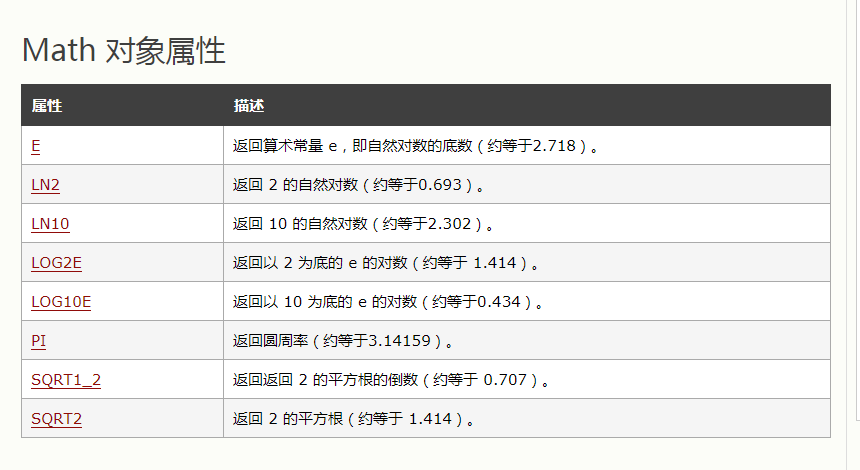 Math 对象属性
属性 描述
E 返回算术常量 e，即自然对数的底数（约等于2.718）。
LN2 返回 2 的自然对数（约等于0.693）。
LN10 返回 10 的自然对数（约等于2.302）。
LOG2E 返回以 2 为底的 e 的对数（约等于 1.414）。
LOG10E 返回以 10 为底的 e 的对数（约等于0.434）。
PI 返回圆周率（约等于3.14159）。
SQRT1_2 返回返回 2 的平方根的倒数（约等于 0.707）。
SQRT2 返回 2 的平方根（约等于 1.414）。